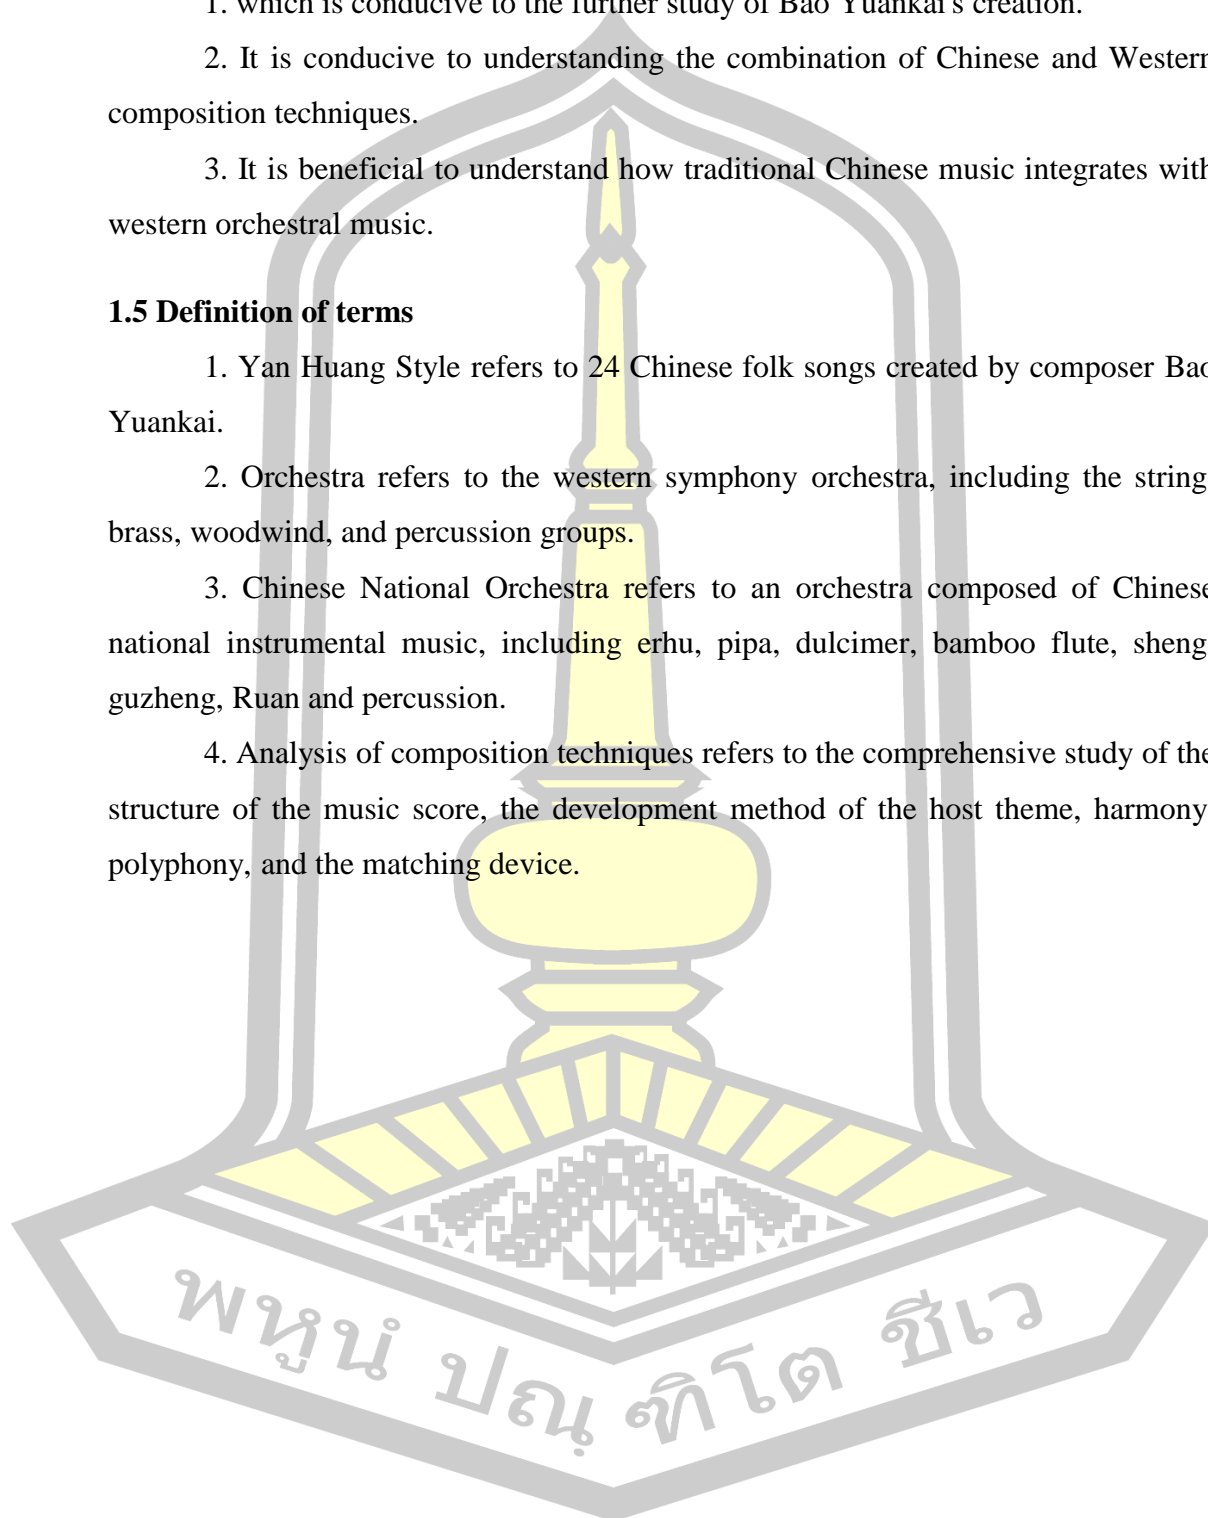 1. which is conducive to the further study of Bao Yuankai's creation.
2. It is conducive to understanding the combination of Chinese and Western
composition techniques.
3. It is beneficial to understand how traditional Chinese music integrates with
western orchestral music.
1.5 Definition of terms
1. Yan Huang Style refers to 24 Chinese folk songs created by composer Bao
Yuankai.
2. Orchestra refers to the western symphony orchestra, including the string
brass, woodwind, and percussion groups.
3. Chinese National Orchestra refers to an orchestra composed of Chinese
national instrumental music, including erhu, pipa, dulcimer, bamboo flute, sheng
guzheng, Ruan and percussion.
4. Analysis of composition techniques refers to the comprehensive study of the
structure of the music score, the development method of the host theme, harmony
polyphony, and the matching device.
พหูนํ ปณฺฑิโต ชีเว